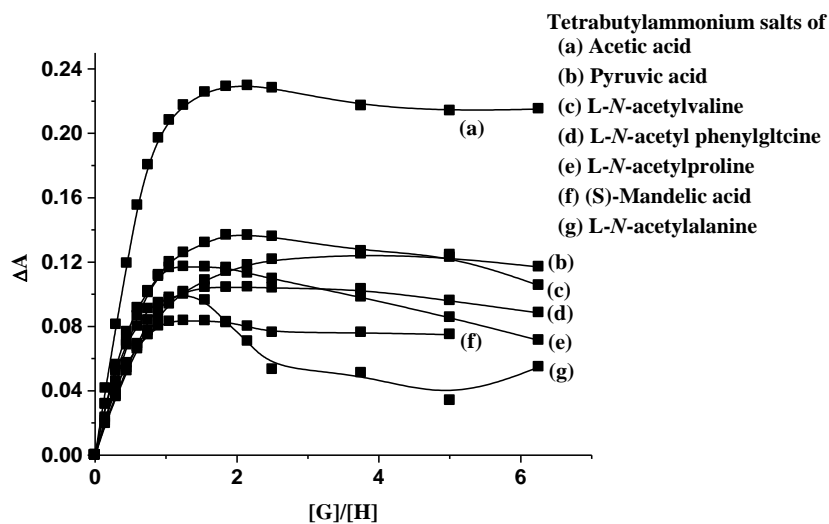 Tetrabutylammonium salts of
(a) Acetic acid
(b) Pyruvic acid
(c) L-N-acetylvaline
(d) L-N-acetyl phenylgltcine
(e) L-N-acetylproline
(f) (S)-Mandelic acid
(g) L-N-acetylalanine
0.24
0.20
0.16
0.12
0.08
0.04
0.00
ΔA
(a)
(b)
(c)
(d)
(e)
(f)
(g)
0 2 4 6
[G]/[H]